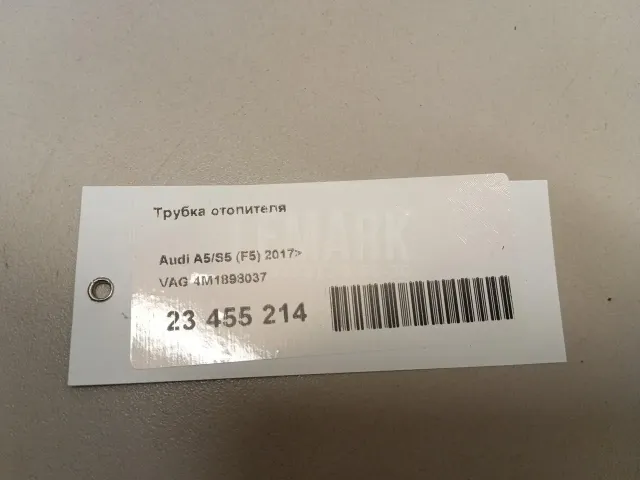 Трубка отопителя
Audi A5/S5 (F5) 2017>
VAG 4M1898037
23 455 214